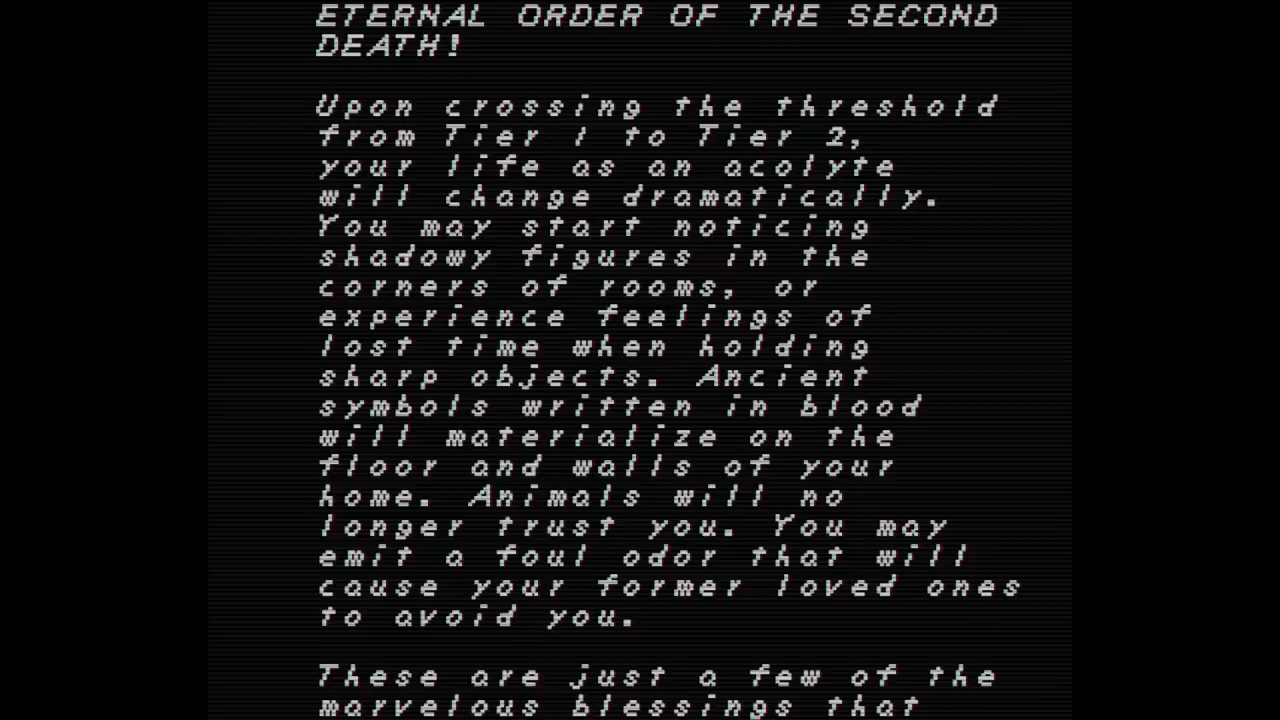 ETERNAL ORDER OF THE SECOND
DEATH!
Upon crossing the threshold
from Tier 1 to Tier 2,
your life as an acolyte
will change dramatically.
You may start noticing
shadowy figures in the
corners of rooms, or
experience feelings of
lost time when holding
sharp objects. Ancient
symbols written in blood
will materialize on the
floor and walls of your
home. Animals will no
longer trust you. You may
emit a foul odor that will
cause your former loved ones
to avoid you.
These are just a few of the
marvelous blessings that